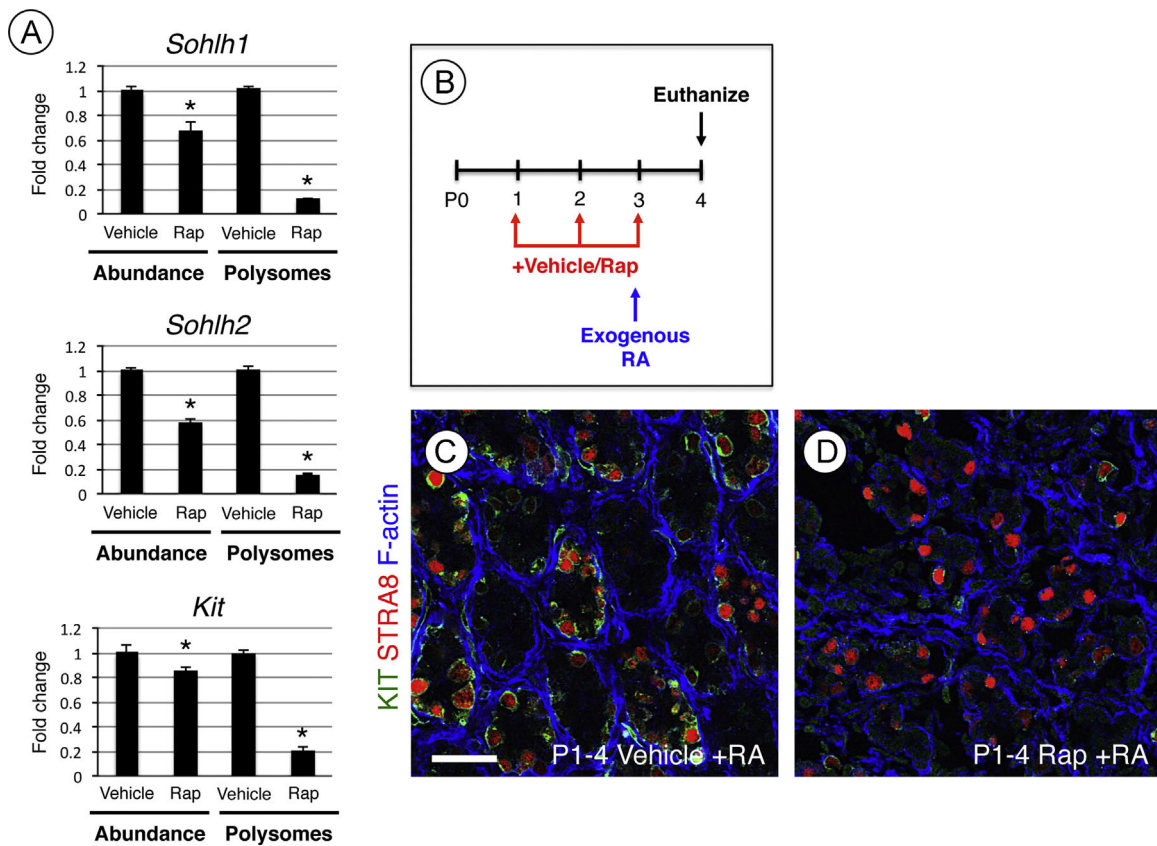 A
Sohlh1
Fold change
1.2
1
0.8
0.6
0.4
0.2
0
*
*
Vehicle Rap Vehicle Rap
Abundance Polysomes
Sohlh2
Fold change
1.2
1
0.8
0.6
0.4
0.2
0
*
*
Vehicle Rap Vehicle Rap
Abundance Polysomes
Kit
Fold change
1.2
1
0.8
0.6
0.4
0.2
0
*
*
Vehicle Rap Vehicle Rap
Abundance Polysomes
B
Euthanize
P0 1 2 3 4
+Vehicle/Rap
Exogenous
RA
KIT STRA8 F-actin
C
P1-4 Vehicle +RA
D
P1-4 Rap +RA